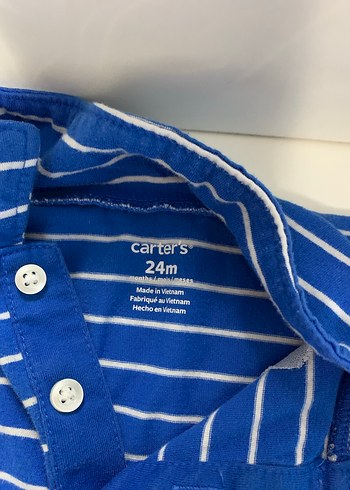 carter's®
24m
months / mois / meses
Made in Vietnam
Fabriqué au Vietnam
Hecho en Vietnam